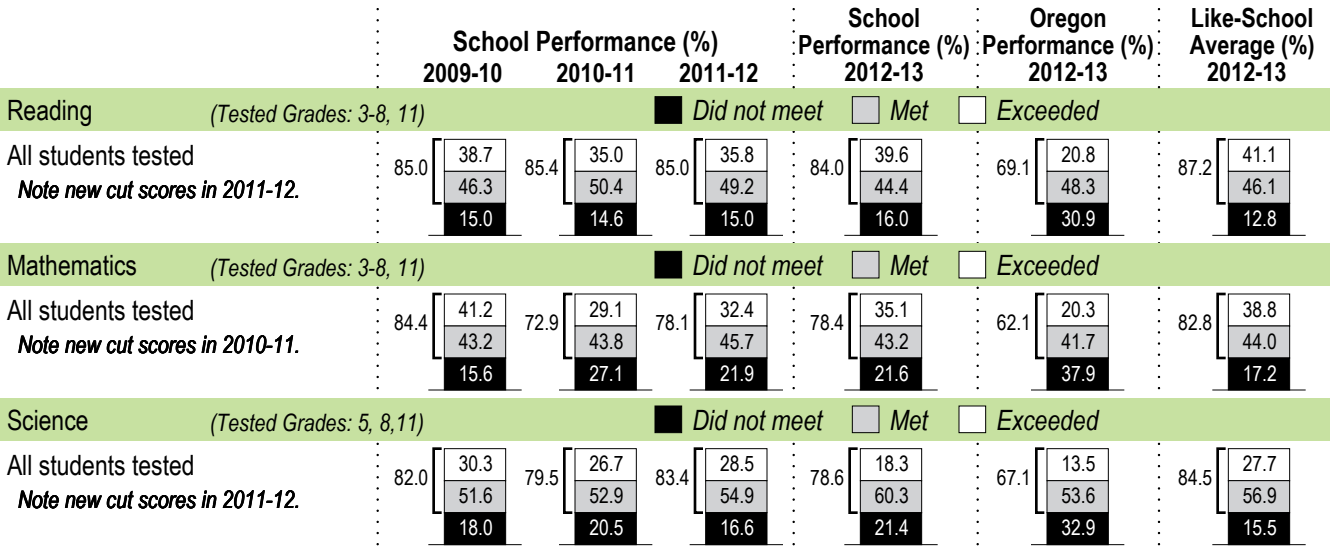 School Performance (%) School Performance (%) Oregon Performance (%) Like-School Average (%)
2009-10 2010-11 2011-12 2012-13 2012-13 2012-13
Reading (Tested Grades: 3-8, 11) Did not meet Met Exceeded
All students tested
Note new cut scores in 2011-12.
85.0 38.7 46.3 15.0
85.4 35.0 50.4 14.6
85.0 35.8 49.2 15.0
84.0 39.6 44.4 16.0
69.1 20.8 48.3 30.9
87.2 41.1 46.1 12.8
Mathematics (Tested Grades: 3-8, 11) Did not meet Met Exceeded
All students tested
Note new cut scores in 2010-11.
84.4 41.2 43.2 15.6
72.9 29.1 43.8 27.1
78.1 32.4 45.7 21.9
78.4 35.1 43.2 21.6
62.1 20.3 41.7 37.9
82.8 38.8 44.0 17.2
Science (Tested Grades: 5, 8,11) Did not meet Met Exceeded
All students tested
Note new cut scores in 2011-12.
82.0 30.3 51.6 18.0
79.5 26.7 52.9 20.5
83.4 28.5 54.9 16.6
78.6 18.3 60.3 21.4
67.1 13.5 53.6 32.9
84.5 27.7 56.9 15.5